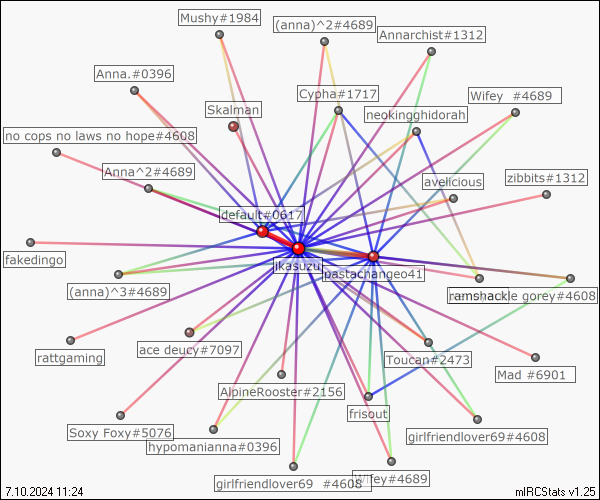 Mushy#1984
(anna)^2#4689
Annarchist#1312
Anna.#0396
Cypha#1717
Wifey #4689
Skalman
neokingghidorah
no cops no laws no hope#4608
Anna^2#4689
avelicious
zibbits#1312
default#0617
fakedingo
jkasuzu
pastachangeo41
(anna)^3#4689
ramshackle gorey#4608
rattgaming
ace deucy#7097
Toucan#2473
Mad #6901
AlpineRooster#2156
frisout
Soxy Foxy#5076
hypomanianna#0396
girlfriendlover69#4608
girlfriendlover69 #4608
Wifey#4689
7.10.2024 11:24
mIRCStats v1.25